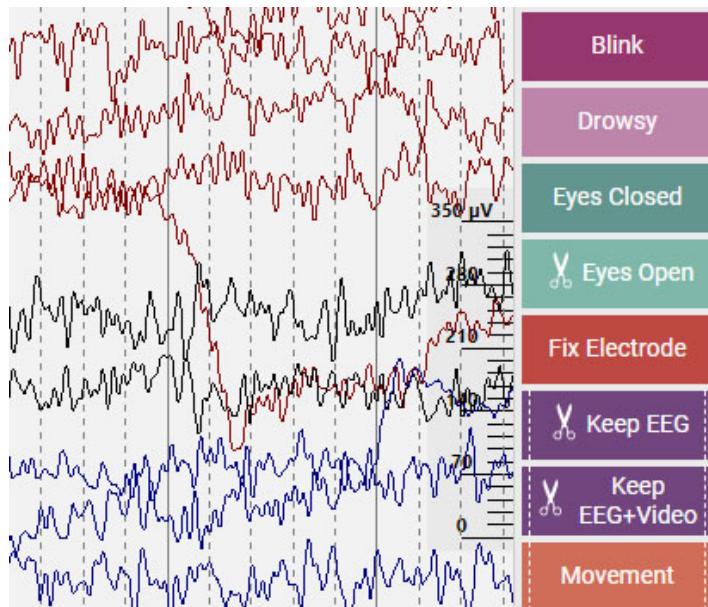 Blink
Drowsy
Eyes Closed
350 μV
280
Eyes Open
210
Fix Electrode
140
Keep EEG
70
Keep
EEG+Video
0
Movement